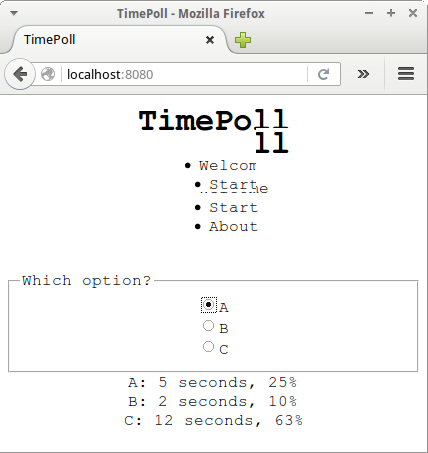 TimePoll - Mozilla Firefox
TimePoll
localhost:8080
TimePoll
ll
Welcom
Start
Start
About
Which option?
A
B
C
A: 5 seconds, 25%
B: 2 seconds, 10%
C: 12 seconds, 63%